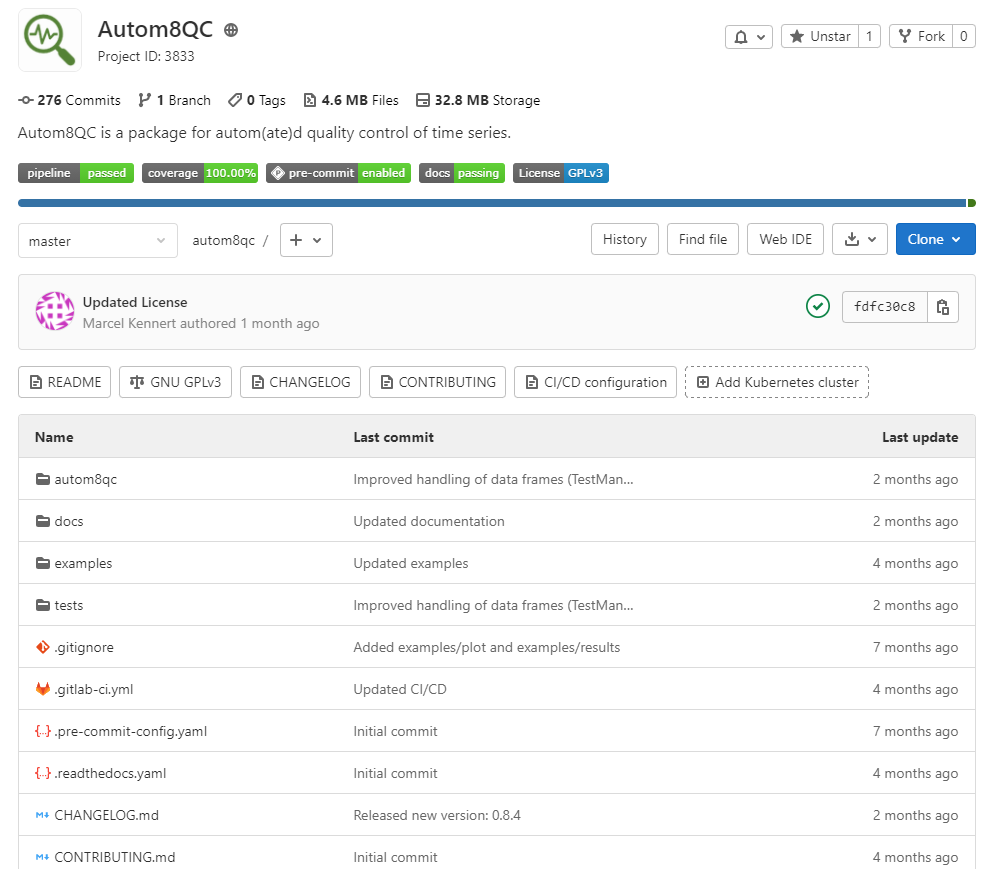 Autom8QC
Project ID: 3833
Unstar 1 Fork 0
276 Commits 1 Branch 0 Tags 4.6 MB Files 32.8 MB Storage
Autom8QC is a package for autom(ate)d quality control of time series.
pipeline passed coverage 100.00% pre-commit enabled docs passing License GPLv3
master autom8qc / History Find file Web IDE Clone
Updated License
Marcel Kennert authored 1 month ago
fdfc30c8
README GNU GPLv3 CHANGELOG CONTRIBUTING CI/CD configuration Add Kubernetes cluster
Name Last commit Last update
autom8qc Improved handling of data frames (TestMan... 2 months ago
docs Updated documentation 2 months ago
examples Updated examples 4 months ago
tests Improved handling of data frames (TestMan... 2 months ago
.gitignore Added examples/plot and examples/results 7 months ago
.gitlab-ci.yml Updated CI/CD 4 months ago
.pre-commit-config.yaml Initial commit 7 months ago
.readthedocs.yaml Initial commit 4 months ago
CHANGELOG.md Released new version: 0.8.4 2 months ago
CONTRIBUTING.md Initial commit 4 months ago